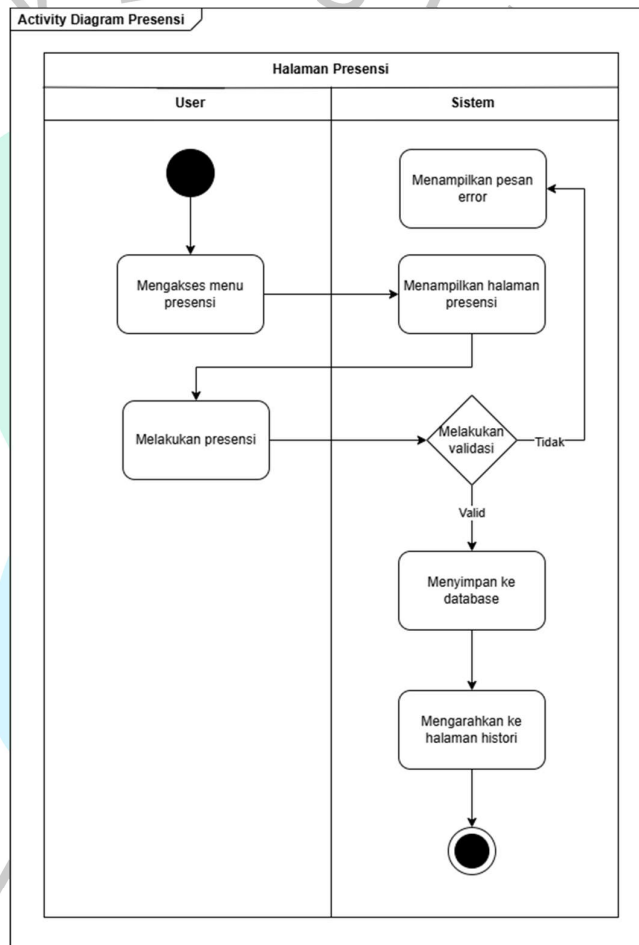 Activity Diagram Presensi
Halaman Presensi
User
Sistem
Menampilkan pesan
error
Mengakses menu
presensi
Menampilkan halaman
presensi
Melakukan presensi
Melakukan
validasi
Tidak
Valid
Menyimpan ke
database
Mengarahkan ke
halaman histori